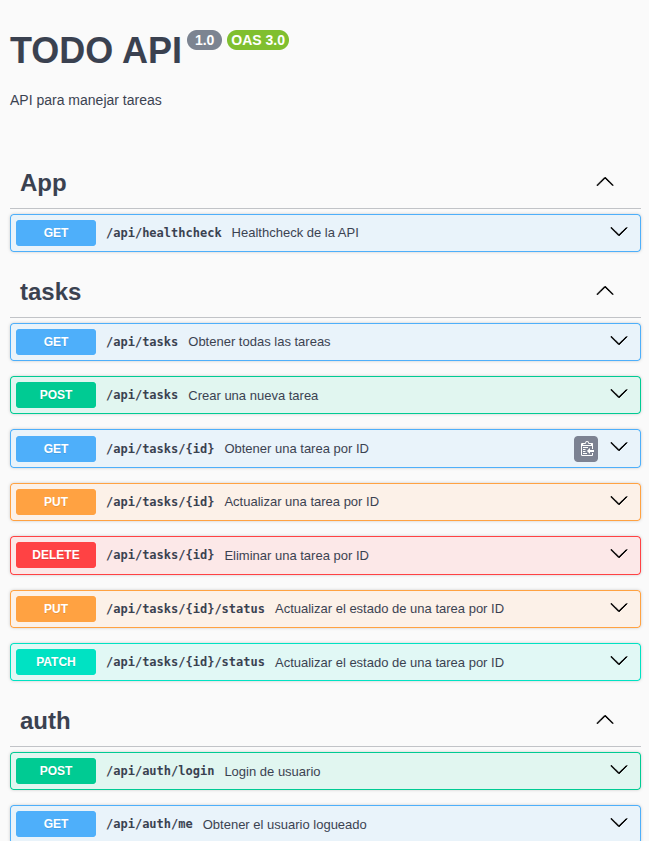 TODO API 1.0 OAS 3.0
API para manejar tareas
App
GET /api/healthcheck Healthcheck de la API
tasks
GET /api/tasks Obtener todas las tareas
POST /api/tasks Crear una nueva tarea
GET /api/tasks/{id} Obtener una tarea por ID
PUT /api/tasks/{id} Actualizar una tarea por ID
DELETE /api/tasks/{id} Eliminar una tarea por ID
PUT /api/tasks/{id}/status Actualizar el estado de una tarea por ID
PATCH /api/tasks/{id}/status Actualizar el estado de una tarea por ID
auth
POST /api/auth/login Login de usuario
GET /api/auth/me Obtener el usuario logueado